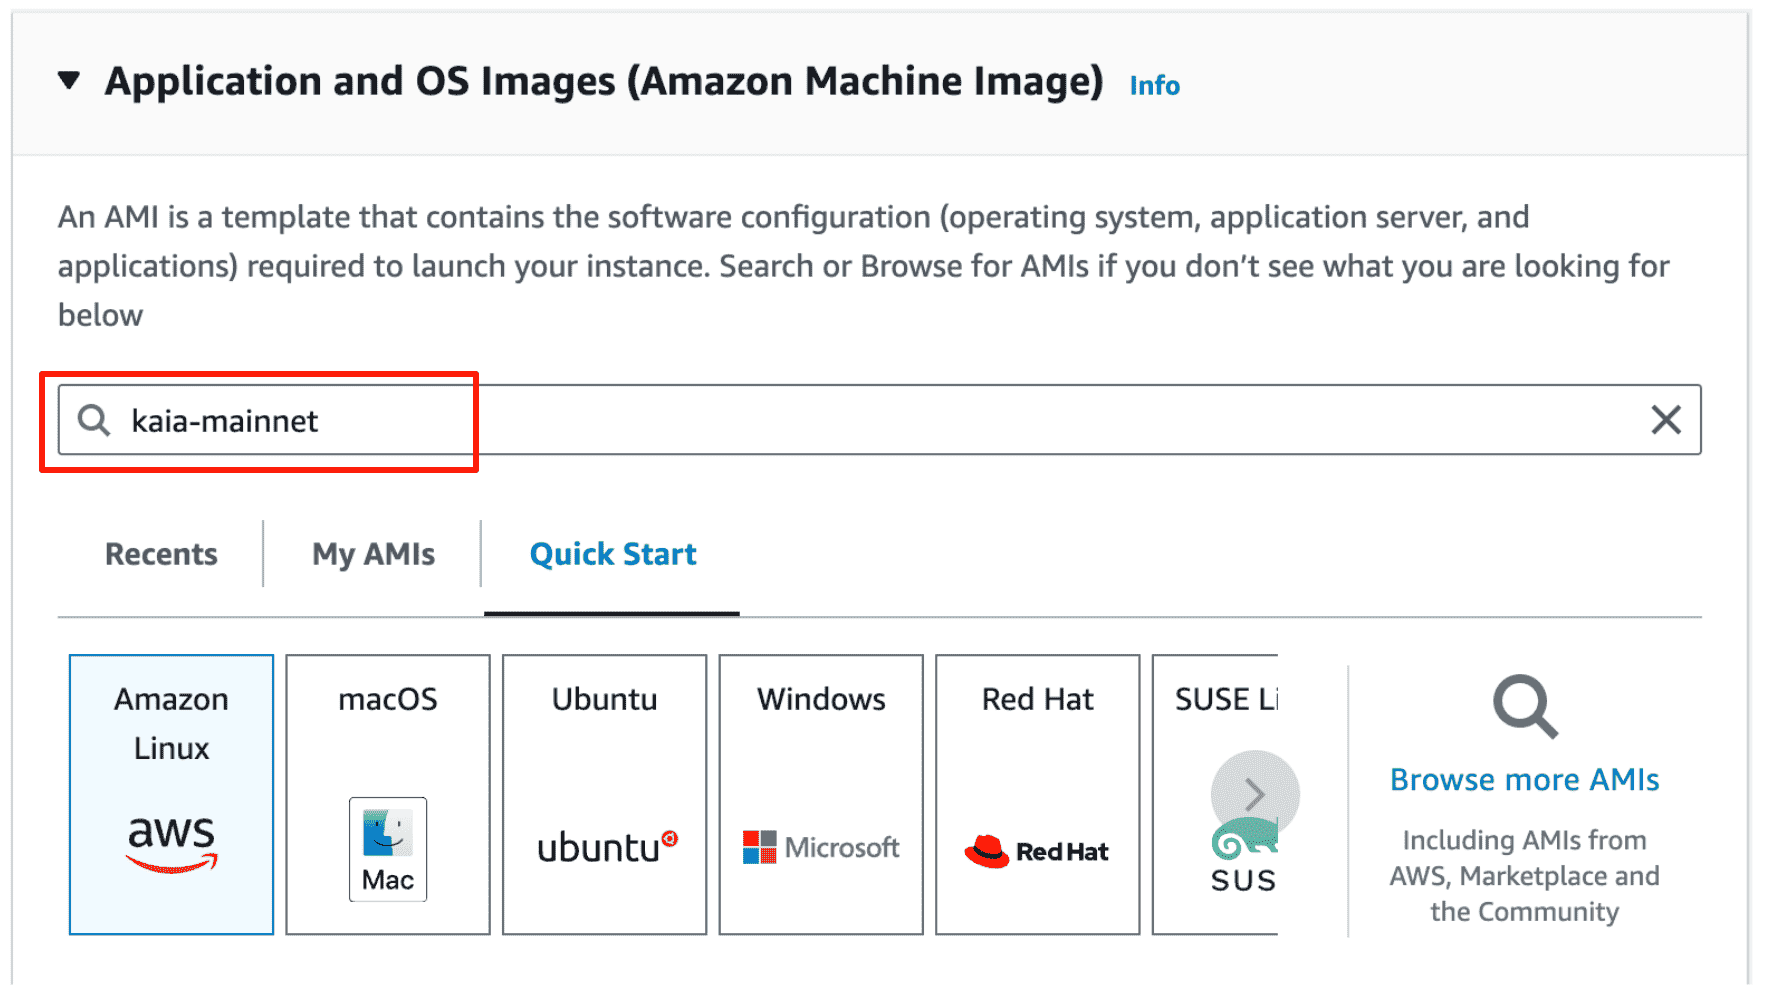 Application and OS Images (Amazon Machine Image) Info
An AMI is a template that contains the software configuration (operating system, application server, and
applications) required to launch your instance. Search or Browse for AMIs if you don’t see what you are looking for
below
kaia-mainnet
Recents
My AMIs
Quick Start
Amazon
Linux
aws
macOS
Mac
Ubuntu
ubuntu
Windows
Microsoft
Red Hat
Red Hat
SUSE Li
SUS
Browse more AMIs
Including AMIs from
AWS, Marketplace and
the Community